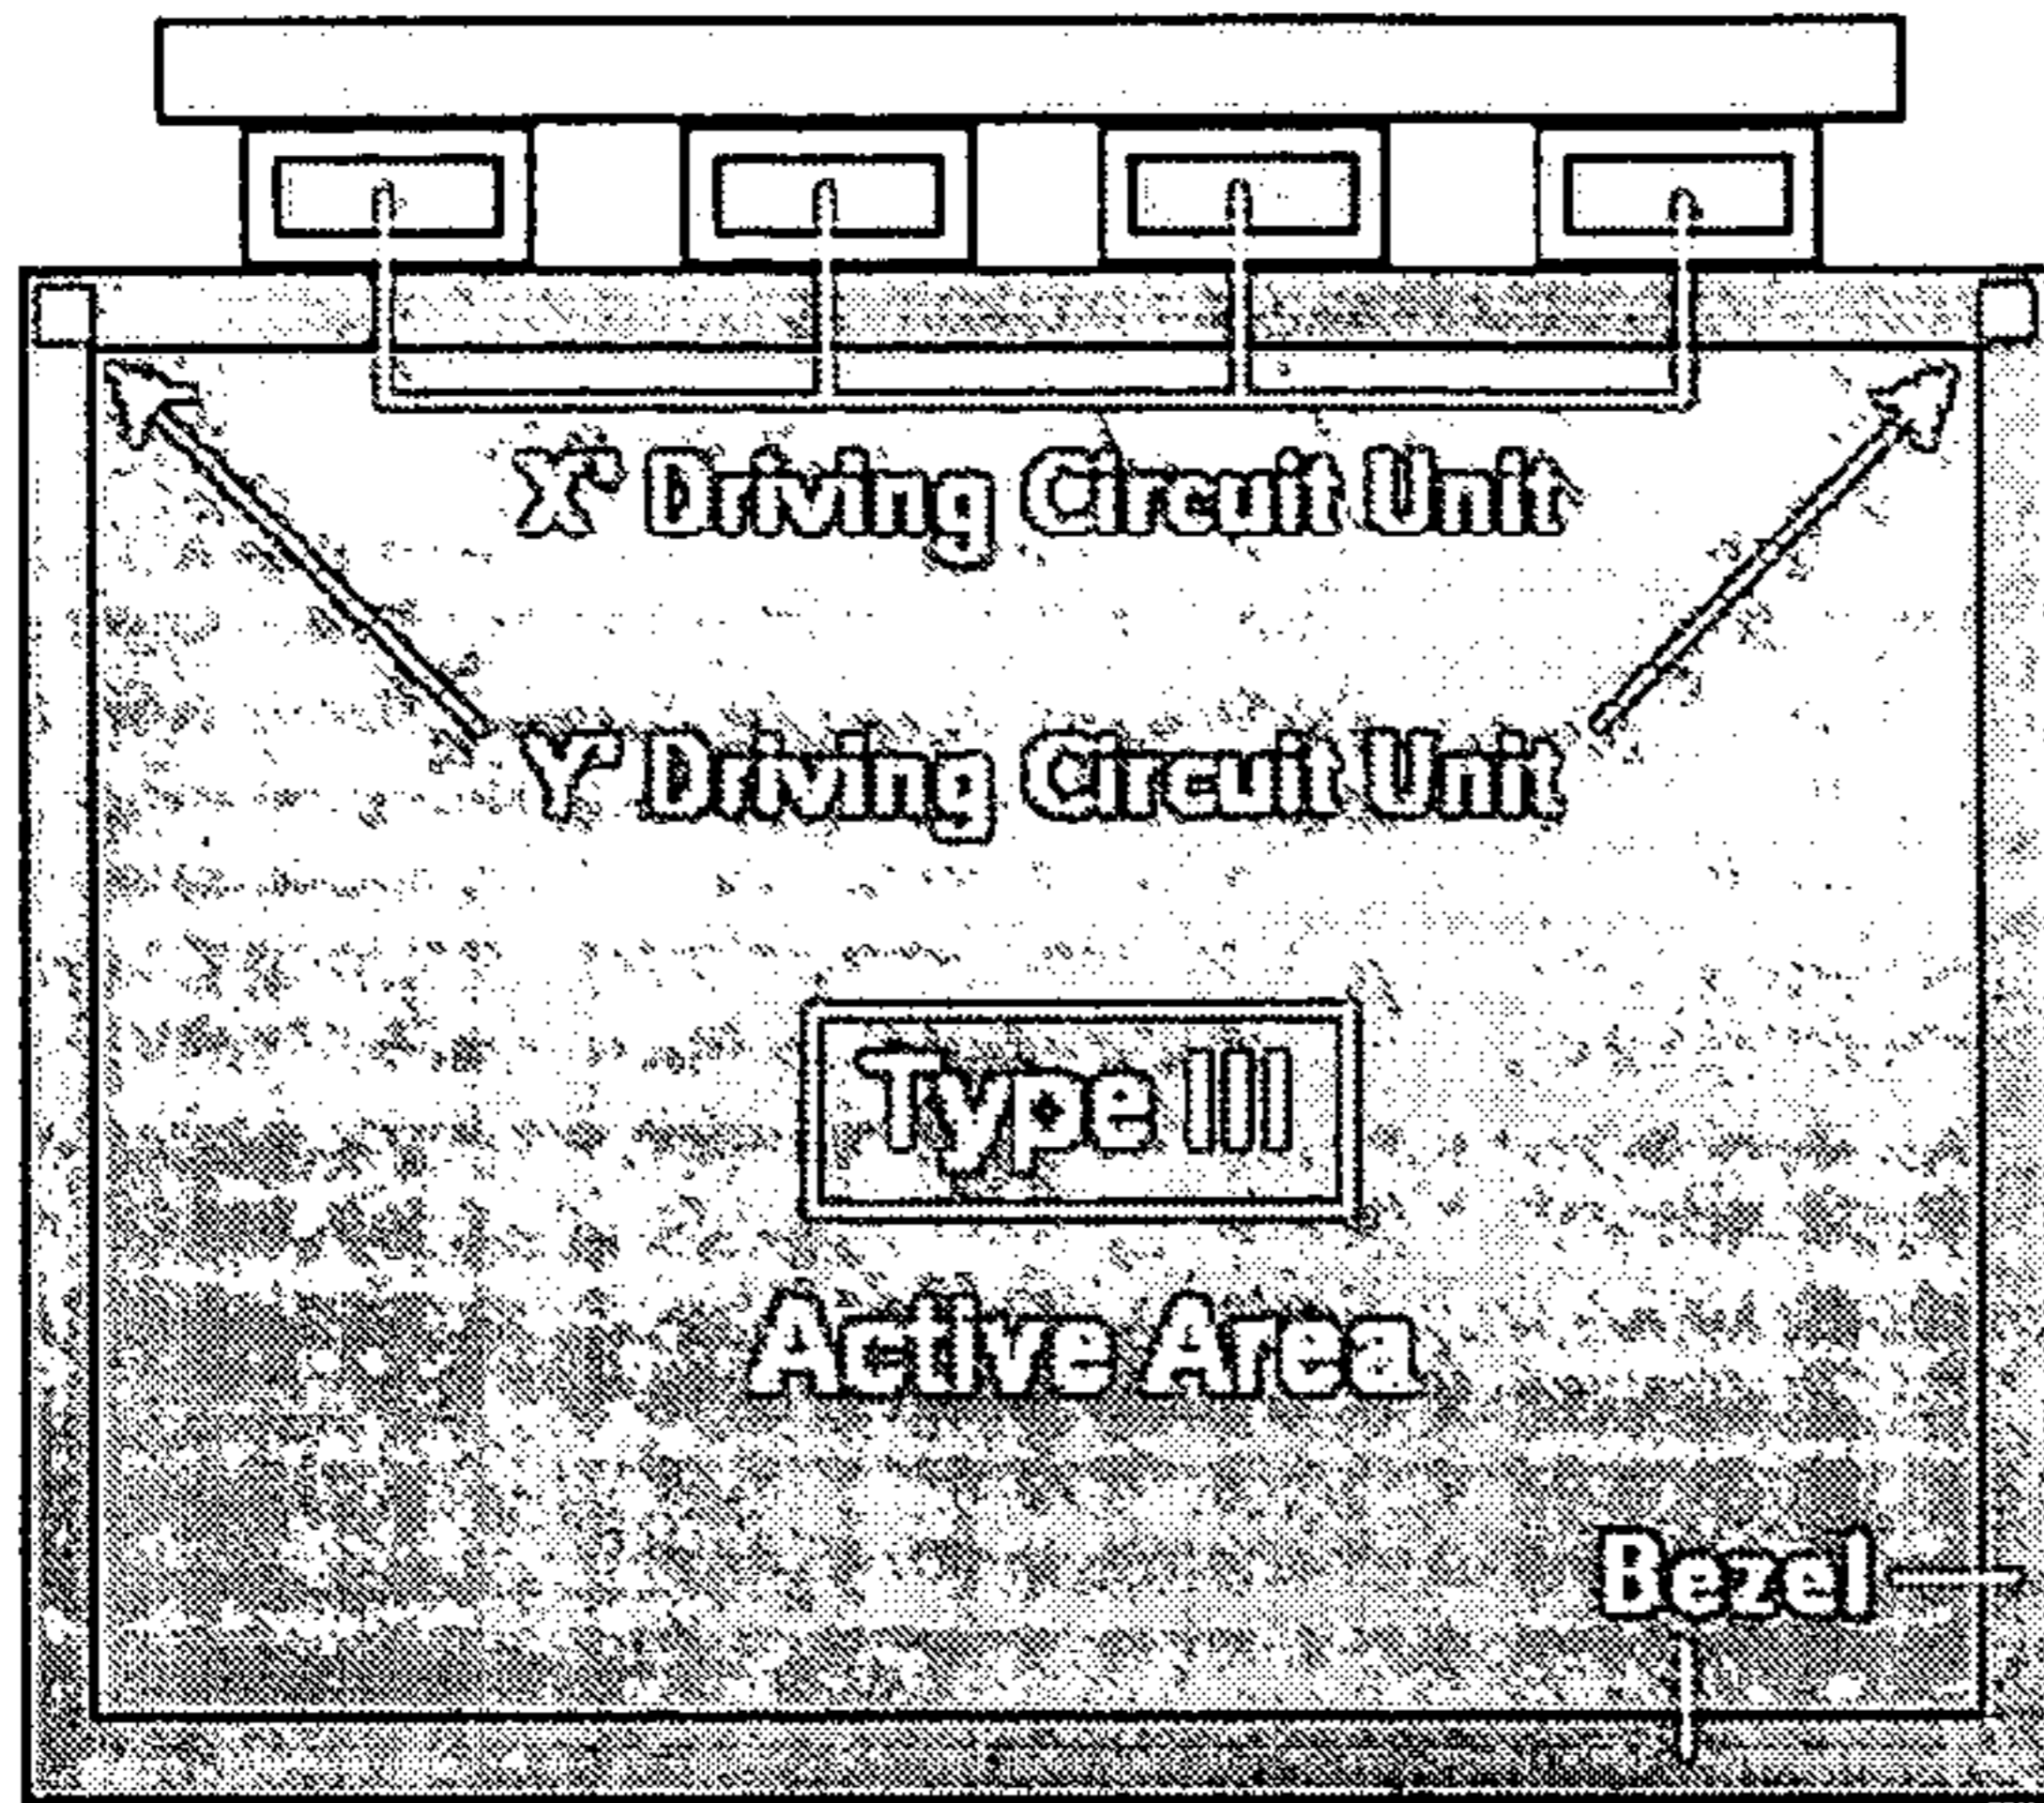 X' Driving Circuit Unit
Y' Driving Circuit Unit
Type III
Active Area
Bezel